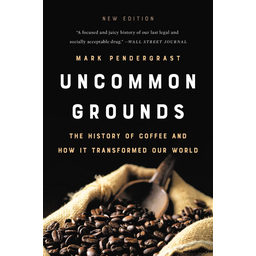 NEW EDITION
"A focused and juicy history of our last legal and
socially acceptable drug." —WALL STREET JOURNAL
MARK PENDERGRAST
UNCOMMON
GROUNDS
THE HISTORY OF COFFEE AND
HOW IT TRANSFORMED OUR WORLD